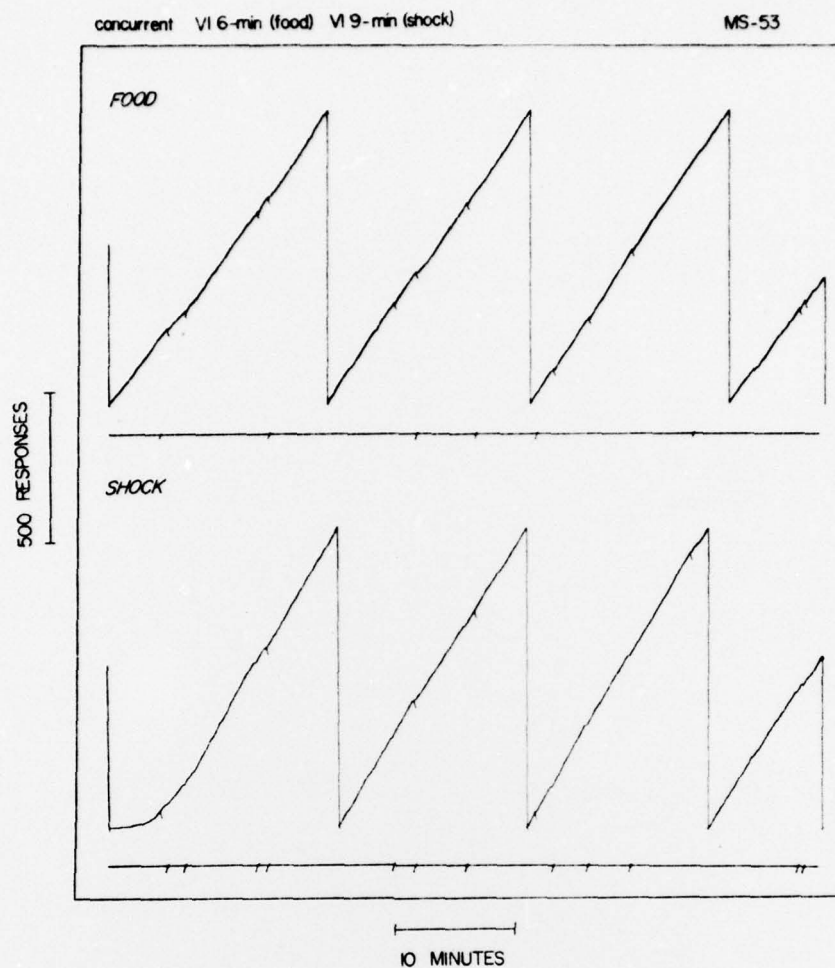 concurrent VI 6-min (food) VI 9-min (shock) MS-53
FOOD
500 RESPONSES
SHOCK
10 MINUTES